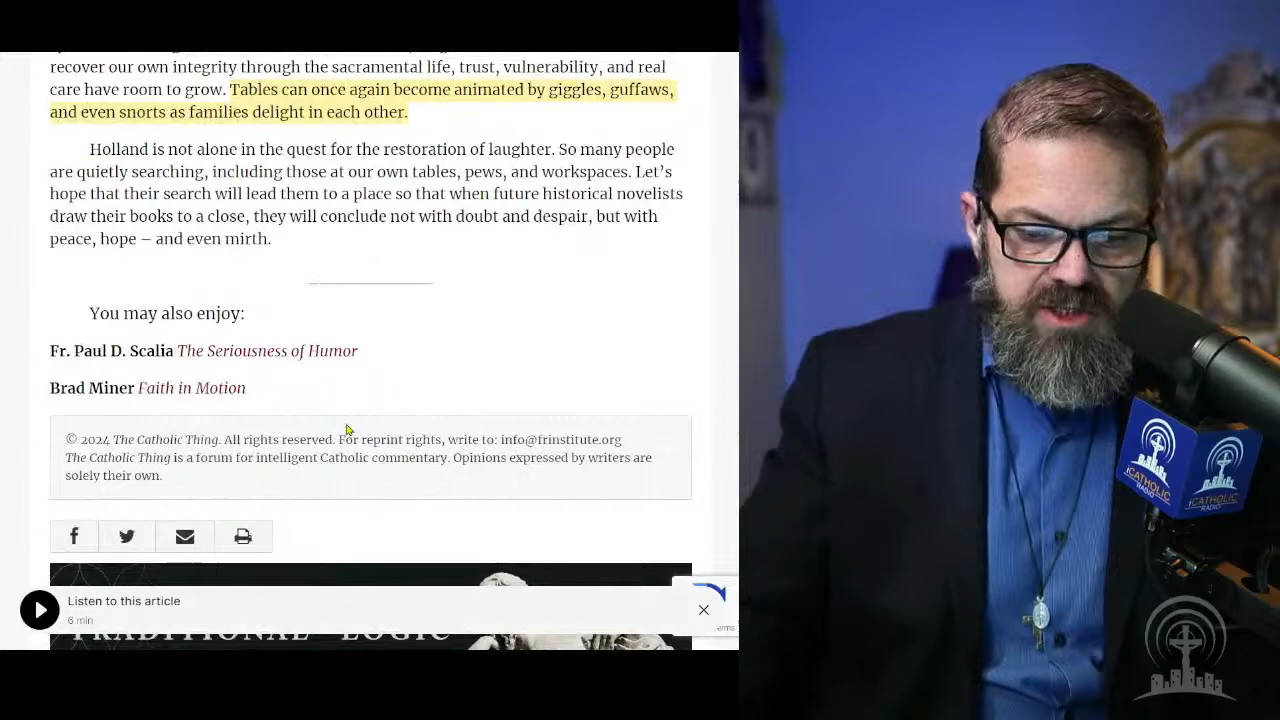 recover our own integrity through the sacramental life, trust, vulnerability, and real
care have room to grow. Tables can once again become animated by giggles, guffaws,
and even snorts as families delight in each other.
Holland is not alone in the quest for the restoration of laughter. So many people
are quietly searching, including those at our own tables, pews, and workspaces. Let’s
hope that their search will lead them to a place so that when future historical novelists
draw their books to a close, they will conclude not with doubt and despair, but with
peace, hope – and even mirth.
You may also enjoy:
Fr. Paul D. Scalia The Seriousness of Humor
Brad Miner Faith in Motion
© 2024 The Catholic Thing. All rights reserved. For reprint rights, write to: info@frinstitute.org
The Catholic Thing is a forum for intelligent Catholic commentary. Opinions expressed by writers are
solely their own.
Listen to this article
6 min
TRADITIONAL LOGIC
iCATHOLIC
RADIO
iCATHOLIC
RADIO